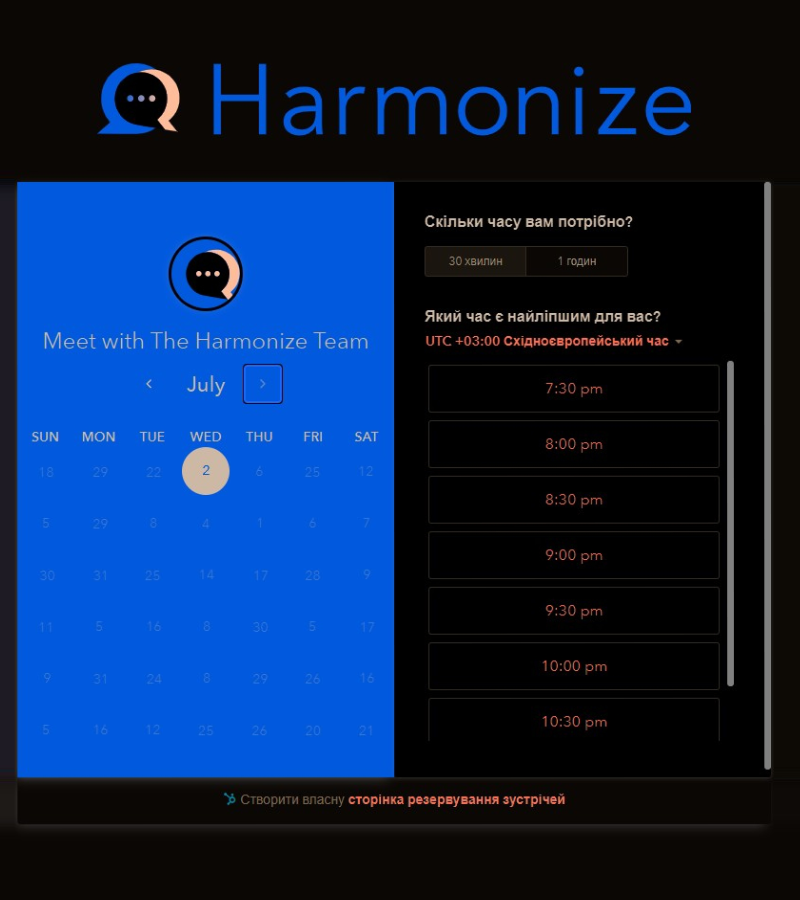 Harmonize
Meet with The Harmonize Team
July
SUN MON TUE WED THU FRI SAT
18 29 22 2 6 25 12
5 29 8 4 1 6 7
30 31 25 14 17 28 9
11 5 16 8 30 5 17
9 31 24 8 29 26 16
5 16 12 25 26 20 21
Скільки часу вам потрібно?
30 хвилин 1 годин
Який час є найліпшим для вас?
UTC +03:00 Східноєвропейський час
7:30 pm
8:00 pm
8:30 pm
9:00 pm
9:30 pm
10:00 pm
10:30 pm
Створити власну сторінка резервування зустрічей